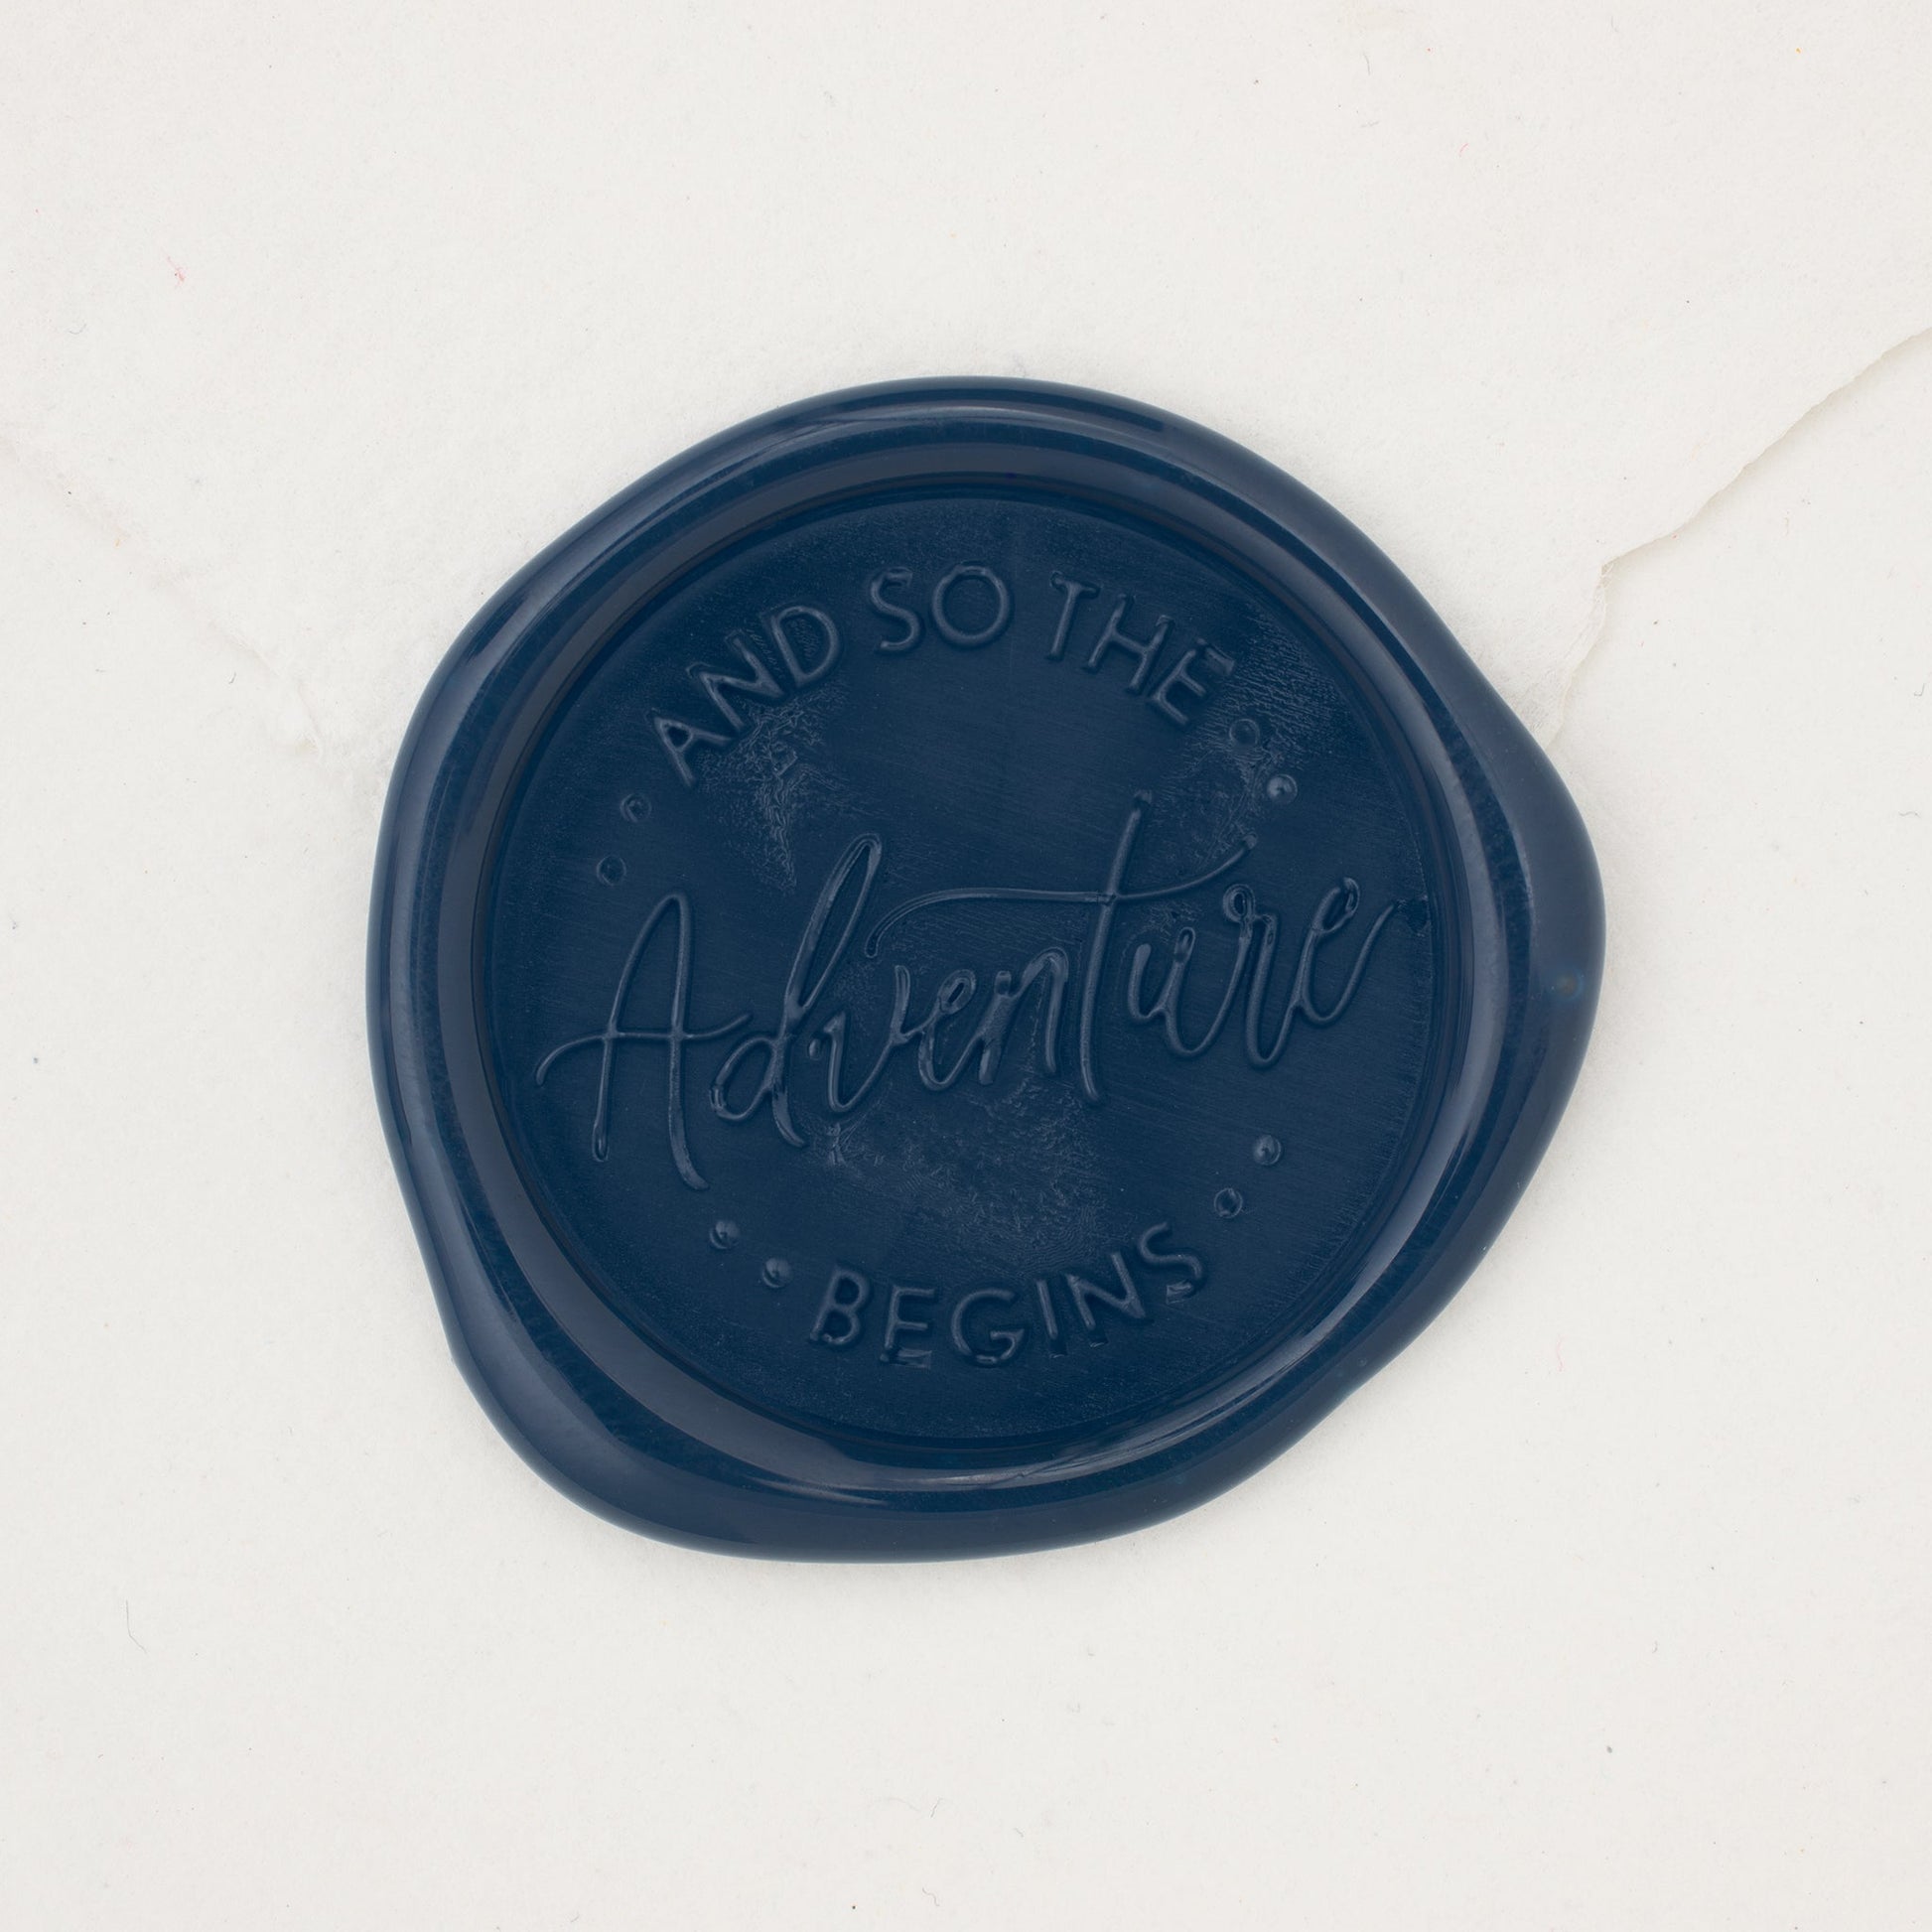 AND SO THE
Adventure
BEGINS